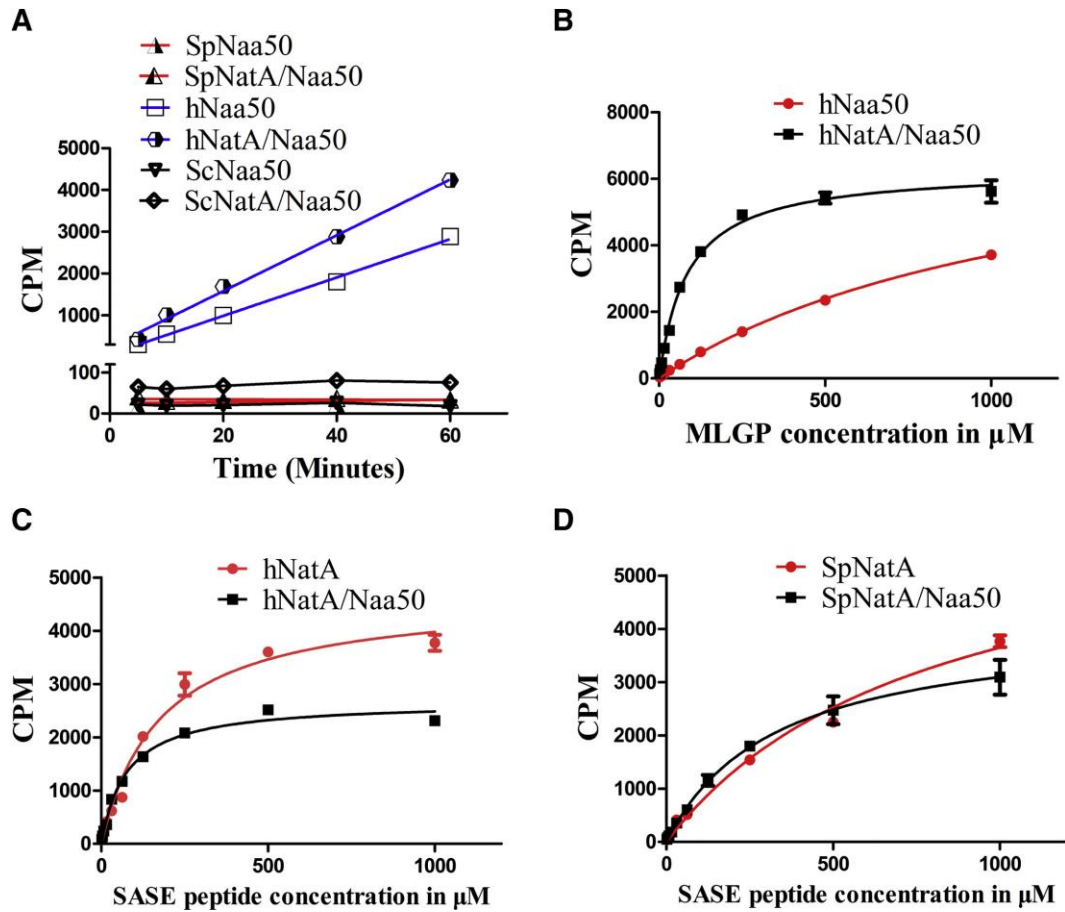 A
SpNaa50
SpNatA/Naa50
hNaa50
hNatA/Naa50
ScNaa50
ScNatA/Naa50
5000
4000
3000
2000
1000
100
0
0
20
40
60
CPM
Time (Minutes)
B
hNaa50
hNatA/Naa50
8000
6000
4000
2000
0
0
500
1000
CPM
MLGP concentration in µM
C
hNatA
hNatA/Naa50
5000
4000
3000
2000
1000
0
0
500
1000
CPM
SASE peptide concentration in µM
D
SpNatA
SpNatA/Naa50
5000
4000
3000
2000
1000
0
0
500
1000
CPM
SASE peptide concentration in µM